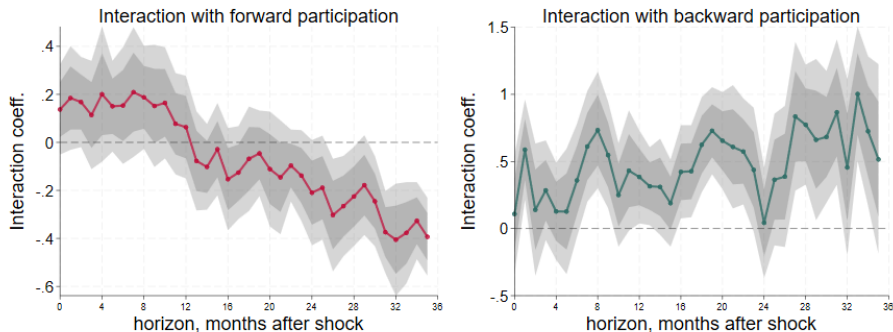 Interaction with forward participation
Interaction coeff.
.4
.2
0
-.2
-.4
-.6
0 4 8 12 16 20 24 28 32 36
horizon, months after shock
Interaction with backward participation
Interaction coeff.
1.5
1
.5
0
-.5
0 4 8 12 16 20 24 28 32 36
horizon, months after shock